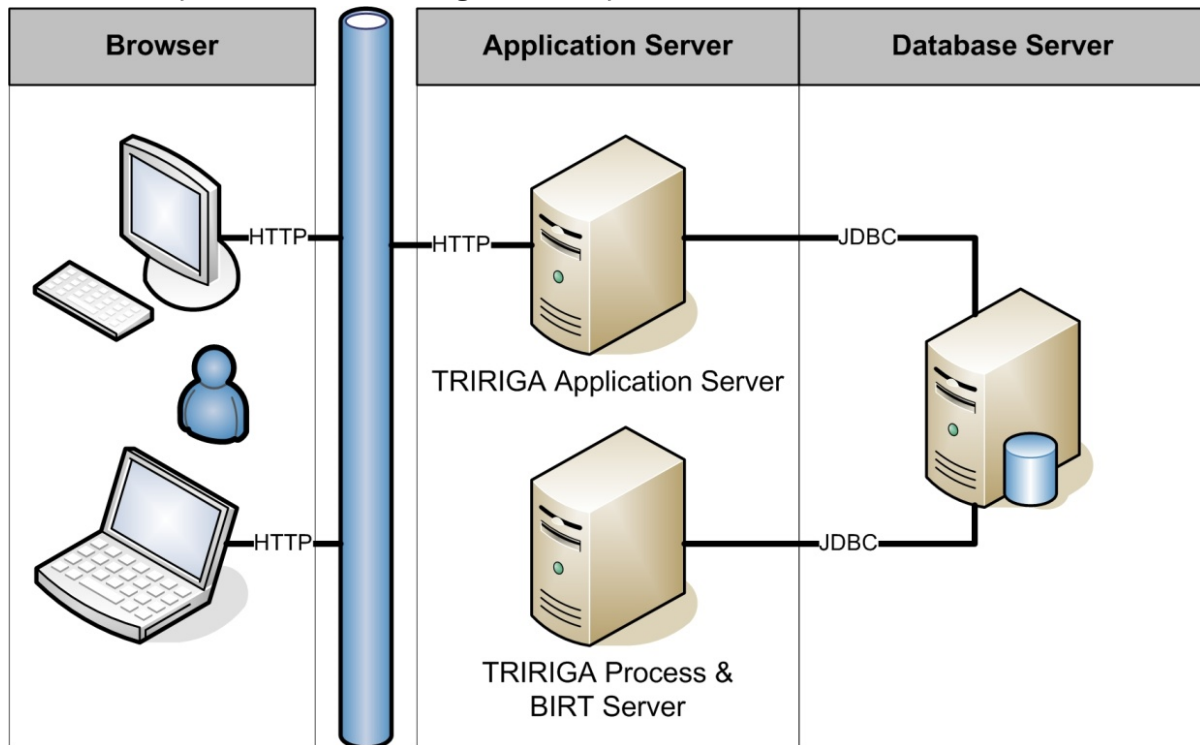 Browser
Application Server
Database Server
HTTP
HTTP
JDBC
TRIRIGA Application Server
HTTP
JDBC
TRIRIGA Process &
BIRT Server